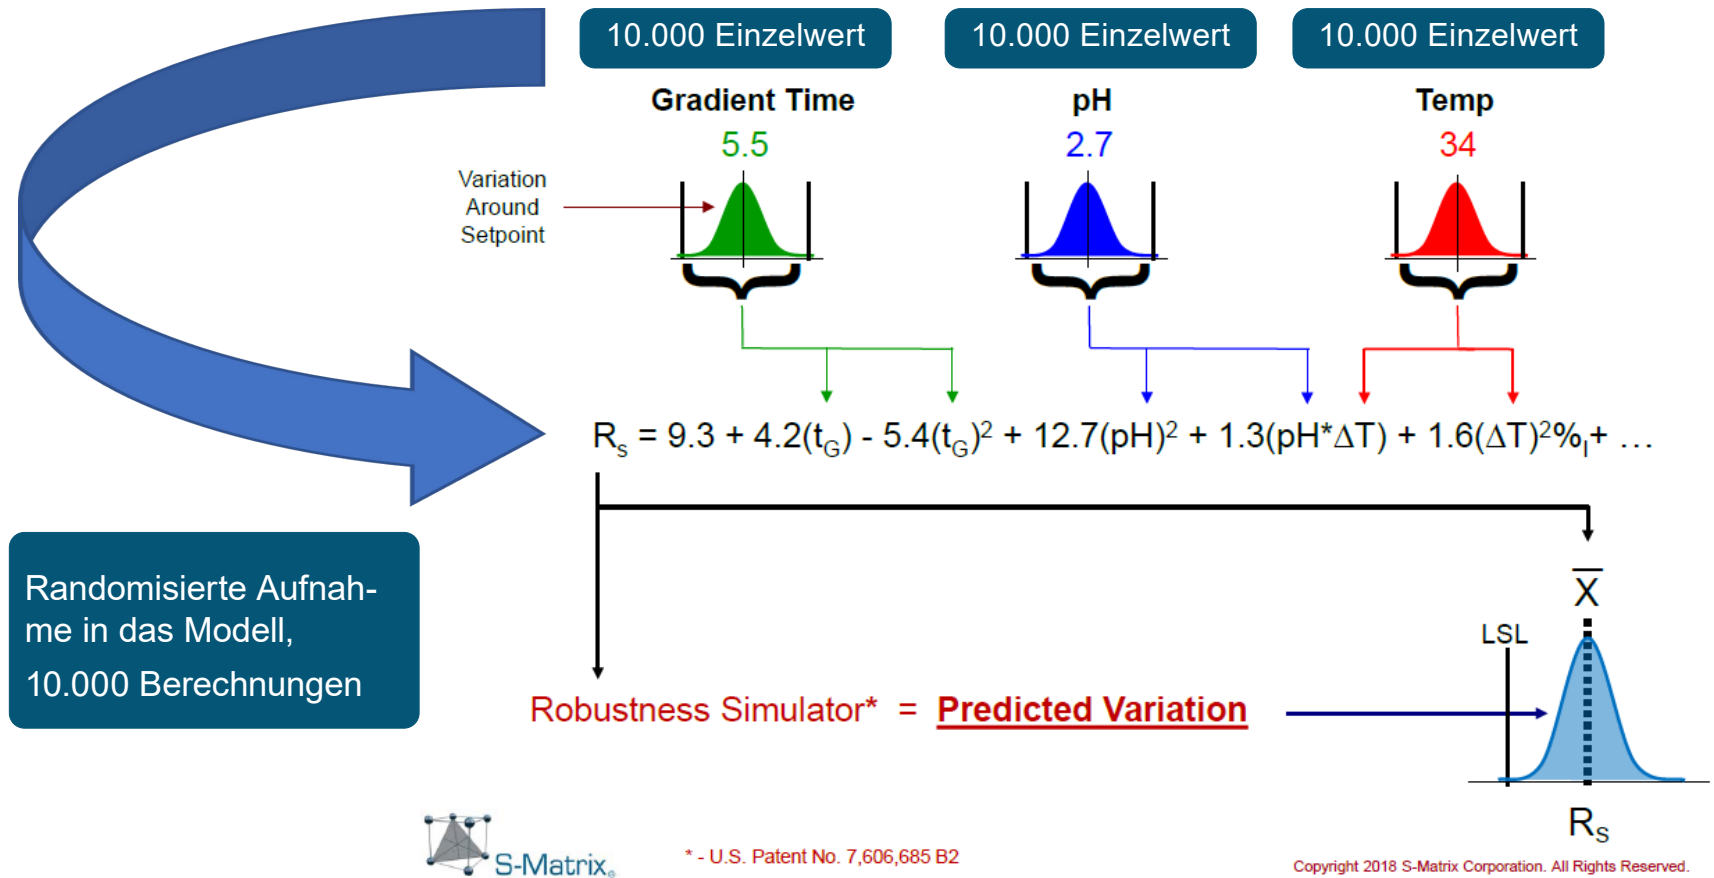 10.000 Einzelwert
10.000 Einzelwert
10.000 Einzelwert
Gradient Time
pH
Temp
5.5
2.7
34
Variation
Around
Setpoint
Rs = 9.3 + 4.2(tG) - 5.4(tG)² + 12.7(pH)² + 1.3(pH*ΔT) + 1.6(ΔT)²%I+ …
Randomisierte Aufnah-
me in das Modell,
10.000 Berechnungen
X̅
LSL
Robustness Simulator* = Predicted Variation
RS
S-Matrix®
* - U.S. Patent No. 7,606,685 B2
Copyright 2018 S-Matrix Corporation. All Rights Reserved.